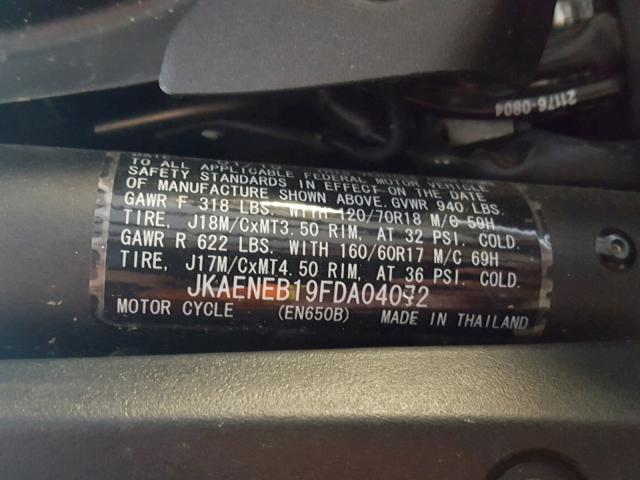 21176-0804
TO ALL APPLICABLE FEDERAL MOTOR VEHICLE
SAFETY STANDARDS IN EFFECT ON THE DATE
OF MANUFACTURE SHOWN ABOVE. GVWR 940 LBS.
GAWR F 318 LBS. WITH 120/70R18 M/C 59H
TIRE, J18M/CxMT3.50 RIM, AT 32 PSI. COLD.
GAWR R 622 LBS. WITH 160/60R17 M/C 69H
TIRE, J17M/CxMT4.50 RIM, AT 36 PSI. COLD.
JKAENEB19FDA04072
MOTOR CYCLE (EN650B) MADE IN THAILAND